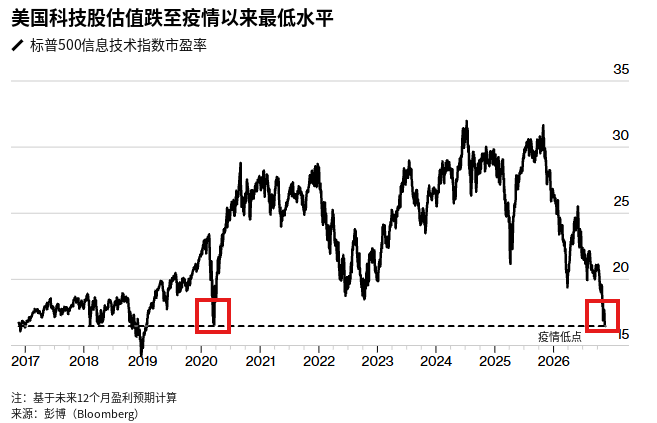 美国科技股估值跌至疫情以来最低水平
标普500信息技术指数市盈率
35
30
25
20
15
疫情低点
2017 2018 2019 2020 2021 2022 2023 2024 2025 2026
注：基于未来12个月盈利预期计算
来源：彭博（Bloomberg）